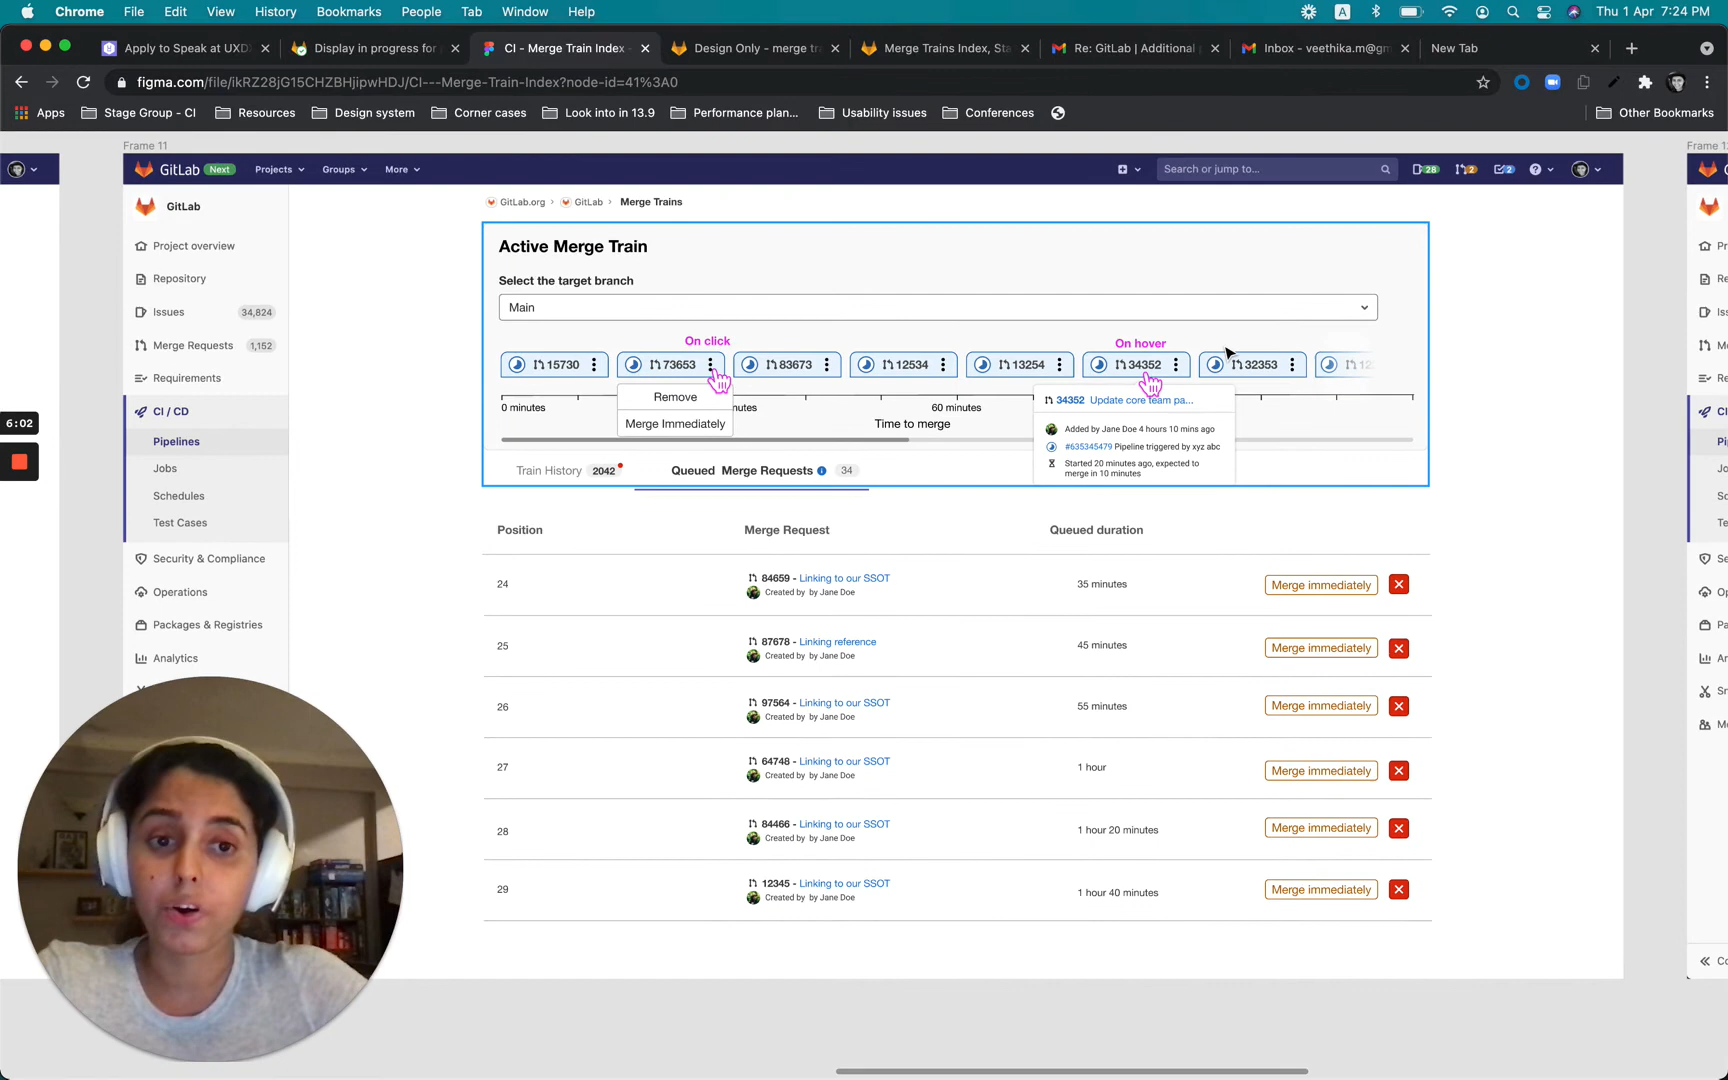 Chrome File Edit View History Bookmarks People Tab Window Help
A Thu 1 Apr 7:24 PM
Apply to Speak at UXD
Display in progress for
CI - Merge Train Index -
Design Only - merge tr
Merge Trains Index, Sta
Re: GitLab | Additional
Inbox - veethika.m@gm
New Tab
figma.com/file/ikRZ28jG15CHZBHjipwHDJ/CI---Merge-Train-Index?node-id=41%3A0
Apps Stage Group - CI Resources Design system Corner cases Look into in 13.9 Performance plan... Usability issues Conferences Other Bookmarks
Frame 11
GitLab Next Projects Groups More
Search or jump to...
28 2 2
GitLab
GitLab.org > GitLab > Merge Trains
Project overview
Repository
Issues 34,824
Merge Requests 1,152
Requirements
CI / CD
Pipelines
Jobs
Schedules
Test Cases
Security & Compliance
Operations
Packages & Registries
Analytics
6:02
Active Merge Train
Select the target branch
Main
On click
On hover
15730 73653 83673 12534 13254 34352 32353
Remove
Merge Immediately
0 minutes
nutes
60 minutes
Time to merge
34352 Update core team pa...
Added by Jane Doe 4 hours 10 mins ago
#635345479 Pipeline triggered by xyz abc
Started 20 minutes ago, expected to
merge in 10 minutes
Train History 2042 Queued Merge Requests 34
Position Merge Request Queued duration
24 84659 - Linking to our SSOT 35 minutes Merge immediately
Created by by Jane Doe
25 87678 - Linking reference 45 minutes Merge immediately
Created by by Jane Doe
26 97564 - Linking to our SSOT 55 minutes Merge immediately
Created by by Jane Doe
27 64748 - Linking to our SSOT 1 hour Merge immediately
Created by by Jane Doe
28 84466 - Linking to our SSOT 1 hour 20 minutes Merge immediately
Created by by Jane Doe
29 12345 - Linking to our SSOT 1 hour 40 minutes Merge immediately
Created by by Jane Doe